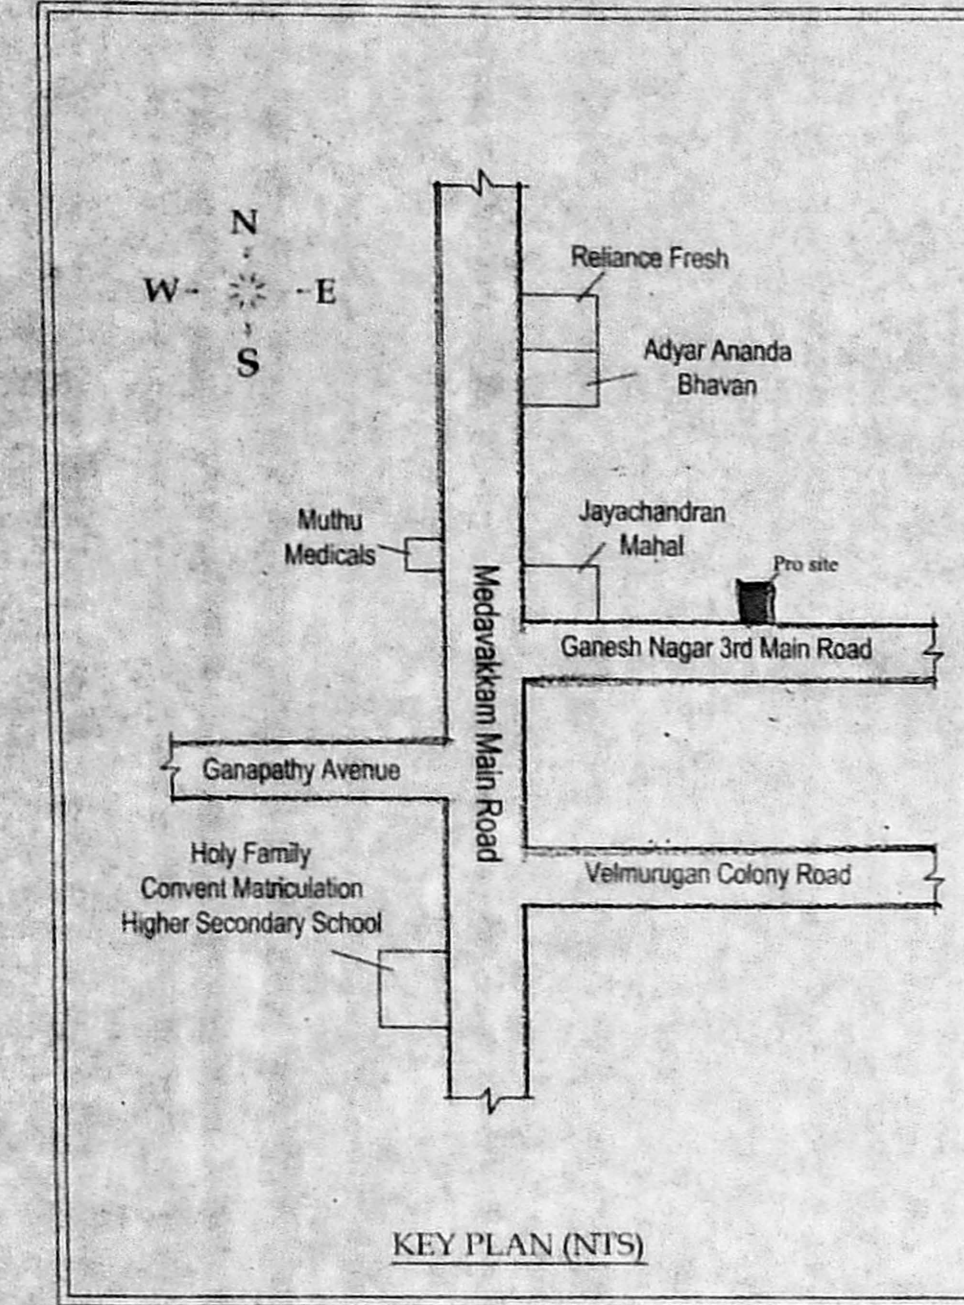 N
W
E
S
Reliance Fresh
Adyar Ananda
Bhavan
Muthu
Medicals
Jayachandran
Mahal
Pro site
Medavakkam Main Road
Ganesh Nagar 3rd Main Road
Ganapathy Avenue
Holy Family
Convent Matriculation
Higher Secondary School
Velmurugan Colony Road
KEY PLAN (NTS)